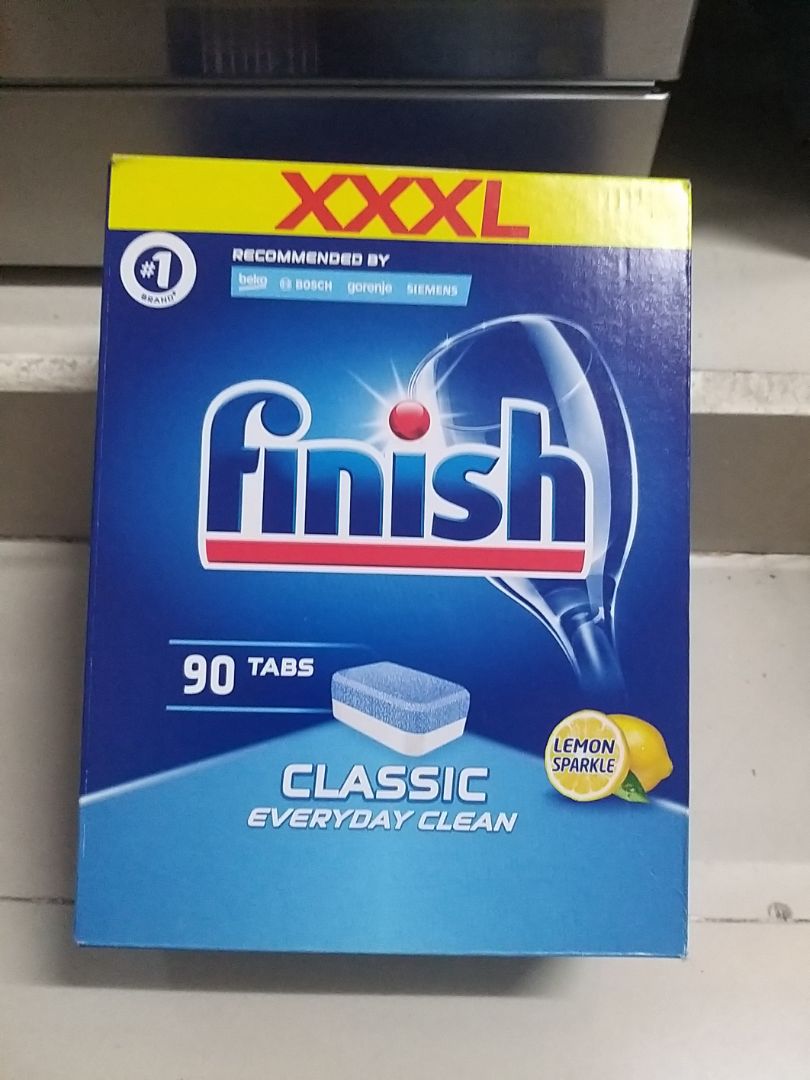 XXXL
#1
BRAND*
RECOMMENDED BY
beko BOSCH gorenje SIEMENS
finish
90 TABS
LEMON
SPARKLE
CLASSIC
EVERYDAY CLEAN